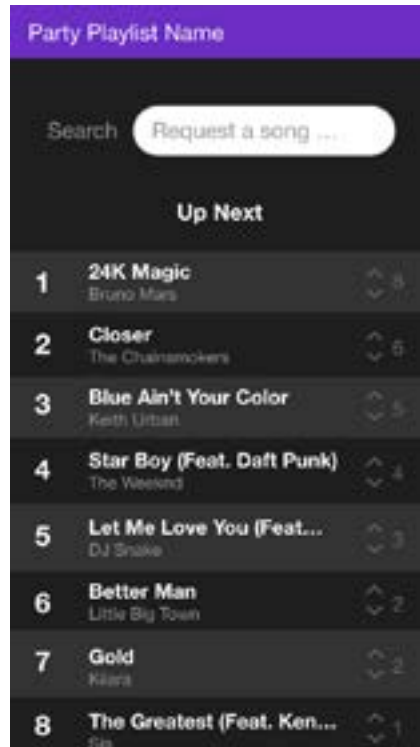 Party Playlist Name
Search
Request a song ...
Up Next
1
24K Magic
Bruno Mars
8
2
Closer
The Chainsmokers
6
3
Blue Ain't Your Color
Keith Urban
5
4
Star Boy (Feat. Daft Punk)
The Weeknd
4
5
Let Me Love You (Feat...
DJ Snake
3
6
Better Man
Little Big Town
2
7
Gold
Kiiara
2
8
The Greatest (Feat. Ken...
Sia
1